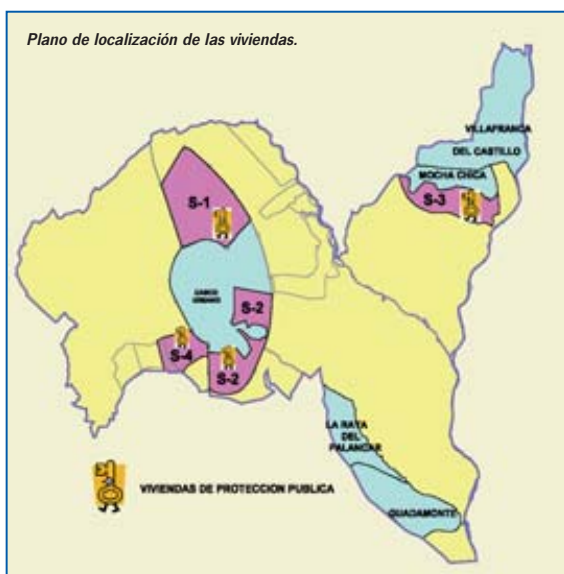 Plano de localización de las viviendas.
VILLAFRANCA
DEL CASTILLO
MOCHA CHICA
S-3
S-1
CASCO
URBANO
S-2
S-4
S-2
LA RAYA
DEL
PALANCAR
GUADAMONTE
VIVIENDAS DE PROTECCION PUBLICA